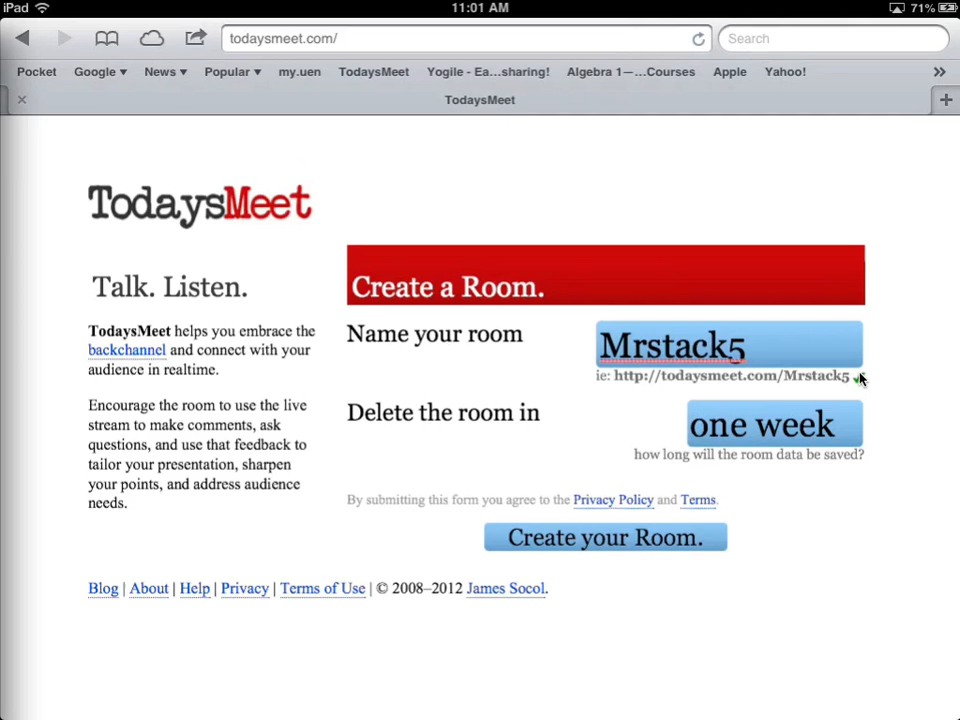 iPad 11:01 AM 71%
todaysmeet.com/ Search
Pocket Google ▾ News ▾ Popular ▾ my.uen TodaysMeet Yogile - Ea...sharing! Algebra 1—...Courses Apple Yahoo! »
TodaysMeet
TodaysMeet
Talk. Listen.
TodaysMeet helps you embrace the
backchannel and connect with your
audience in realtime.
Encourage the room to use the live
stream to make comments, ask
questions, and use that feedback to
tailor your presentation, sharpen
your points, and address audience
needs.
Create a Room.
Name your room Mrstack5
ie: http://todaysmeet.com/Mrstack5
Delete the room in one week
how long will the room data be saved?
By submitting this form you agree to the Privacy Policy and Terms.
Create your Room.
Blog | About | Help | Privacy | Terms of Use | © 2008–2012 James Socol.